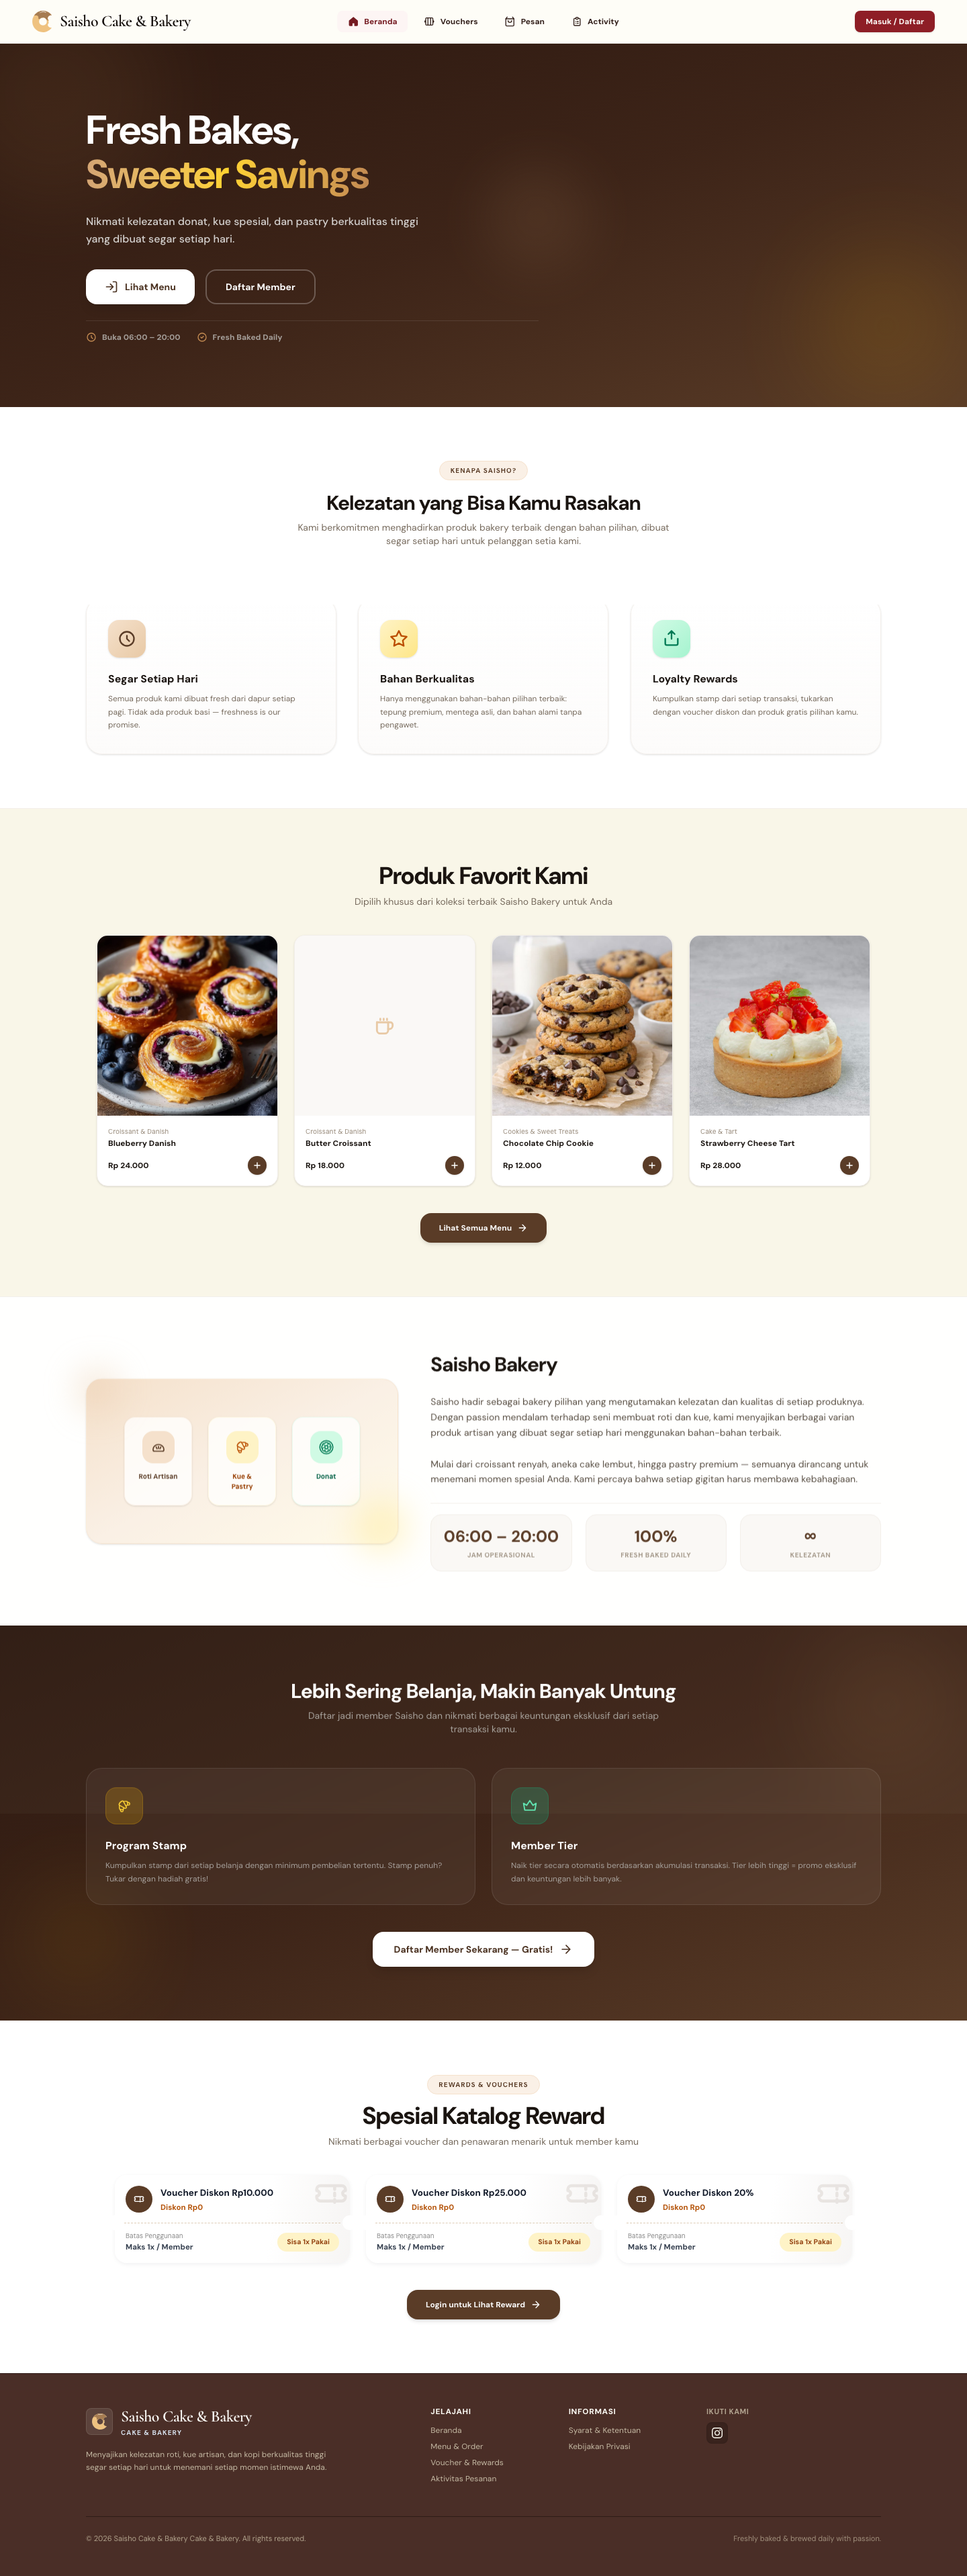 Saisho Cake & Bakery
Beranda
Vouchers
Pesan
Activity
Masuk / Daftar
Fresh Bakes,
Sweeter Savings
Nikmati kelezatan donat, kue spesial, dan pastry berkualitas tinggi
yang dibuat segar setiap hari.
Lihat Menu
Daftar Member
Buka 06:00 – 20:00
Fresh Baked Daily
KENAPA SAISHO?
Kelezatan yang Bisa Kamu Rasakan
Kami berkomitmen menghadirkan produk bakery terbaik dengan bahan pilihan, dibuat
segar setiap hari untuk pelanggan setia kami.
Segar Setiap Hari
Semua produk kami dibuat fresh dari dapur setiap
pagi. Tidak ada produk basi — freshness is our
promise.
Bahan Berkualitas
Hanya menggunakan bahan-bahan pilihan terbaik:
tepung premium, mentega asli, dan bahan alami tanpa
pengawet.
Loyalty Rewards
Kumpulkan stamp dari setiap transaksi, tukarkan
dengan voucher diskon dan produk gratis pilihan kamu.
Produk Favorit Kami
Dipilih khusus dari koleksi terbaik Saisho Bakery untuk Anda
Croissant & Danish
Blueberry Danish
Rp 24.000
Croissant & Danish
Butter Croissant
Rp 18.000
Cookies & Sweet Treats
Chocolate Chip Cookie
Rp 12.000
Cake & Tart
Strawberry Cheese Tart
Rp 28.000
Lihat Semua Menu
Roti Artisan
Kue &
Pastry
Donat
Saisho Bakery
Saisho hadir sebagai bakery pilihan yang mengutamakan kelezatan dan kualitas di setiap produknya.
Dengan passion mendalam terhadap seni membuat roti dan kue, kami menyajikan berbagai varian
produk artisan yang dibuat segar setiap hari menggunakan bahan-bahan terbaik.
Mulai dari croissant renyah, aneka cake lembut, hingga pastry premium — semuanya dirancang untuk
menemani momen spesial Anda. Kami percaya bahwa setiap gigitan harus membawa kebahagiaan.
06:00 – 20:00
JAM OPERASIONAL
100%
FRESH BAKED DAILY
∞
KELEZATAN
Lebih Sering Belanja, Makin Banyak Untung
Daftar jadi member Saisho dan nikmati berbagai keuntungan eksklusif dari setiap
transaksi kamu.
Program Stamp
Kumpulkan stamp dari setiap belanja dengan minimum pembelian tertentu. Stamp penuh?
Tukar dengan hadiah gratis!
Member Tier
Naik tier secara otomatis berdasarkan akumulasi transaksi. Tier lebih tinggi = promo eksklusif
dan keuntungan lebih banyak.
Daftar Member Sekarang — Gratis!
REWARDS & VOUCHERS
Spesial Katalog Reward
Nikmati berbagai voucher dan penawaran menarik untuk member kamu
Voucher Diskon Rp10.000
Diskon Rp0
Batas Penggunaan
Maks 1x / Member
Sisa 1x Pakai
Voucher Diskon Rp25.000
Diskon Rp0
Batas Penggunaan
Maks 1x / Member
Sisa 1x Pakai
Voucher Diskon 20%
Diskon Rp0
Batas Penggunaan
Maks 1x / Member
Sisa 1x Pakai
Login untuk Lihat Reward
Saisho Cake & Bakery
CAKE & BAKERY
Menyajikan kelezatan roti, kue artisan, dan kopi berkualitas tinggi
segar setiap hari untuk menemani setiap momen istimewa Anda.
JELAJAHI
Beranda
Menu & Order
Voucher & Rewards
Aktivitas Pesanan
INFORMASI
Syarat & Ketentuan
Kebijakan Privasi
IKUTI KAMI
© 2026 Saisho Cake & Bakery Cake & Bakery. All rights reserved.
Freshly baked & brewed daily with passion.